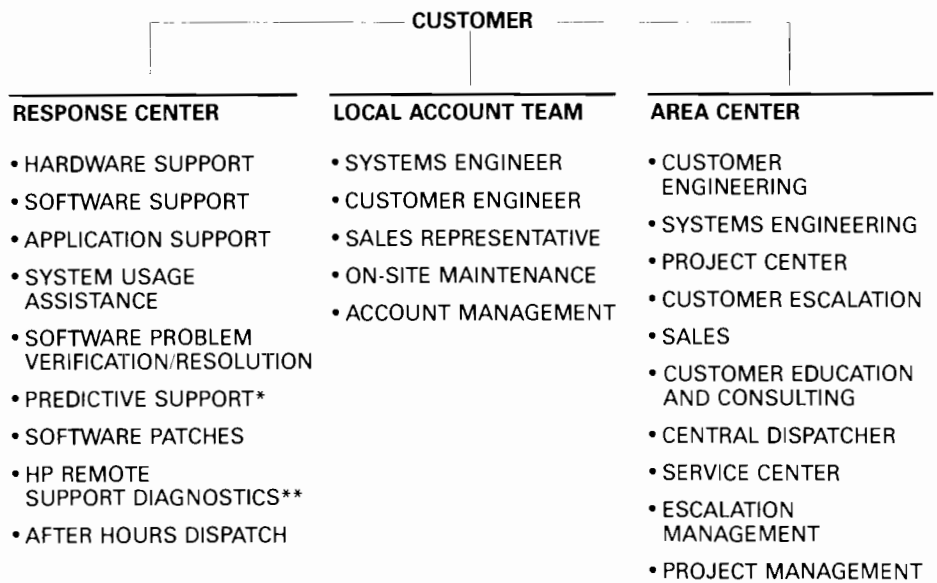 CUSTOMER
RESPONSE CENTER
• HARDWARE SUPPORT
• SOFTWARE SUPPORT
• APPLICATION SUPPORT
• SYSTEM USAGE
ASSISTANCE
• SOFTWARE PROBLEM
VERIFICATION/RESOLUTION
• PREDICTIVE SUPPORT*
• SOFTWARE PATCHES
• HP REMOTE
SUPPORT DIAGNOSTICS**
• AFTER HOURS DISPATCH
LOCAL ACCOUNT TEAM
• SYSTEMS ENGINEER
• CUSTOMER ENGINEER
• SALES REPRESENTATIVE
• ON-SITE MAINTENANCE
• ACCOUNT MANAGEMENT
AREA CENTER
• CUSTOMER
ENGINEERING
• SYSTEMS ENGINEERING
• PROJECT CENTER
• CUSTOMER ESCALATION
• SALES
• CUSTOMER EDUCATION
AND CONSULTING
• CENTRAL DISPATCHER
• SERVICE CENTER
• ESCALATION
MANAGEMENT
• PROJECT MANAGEMENT